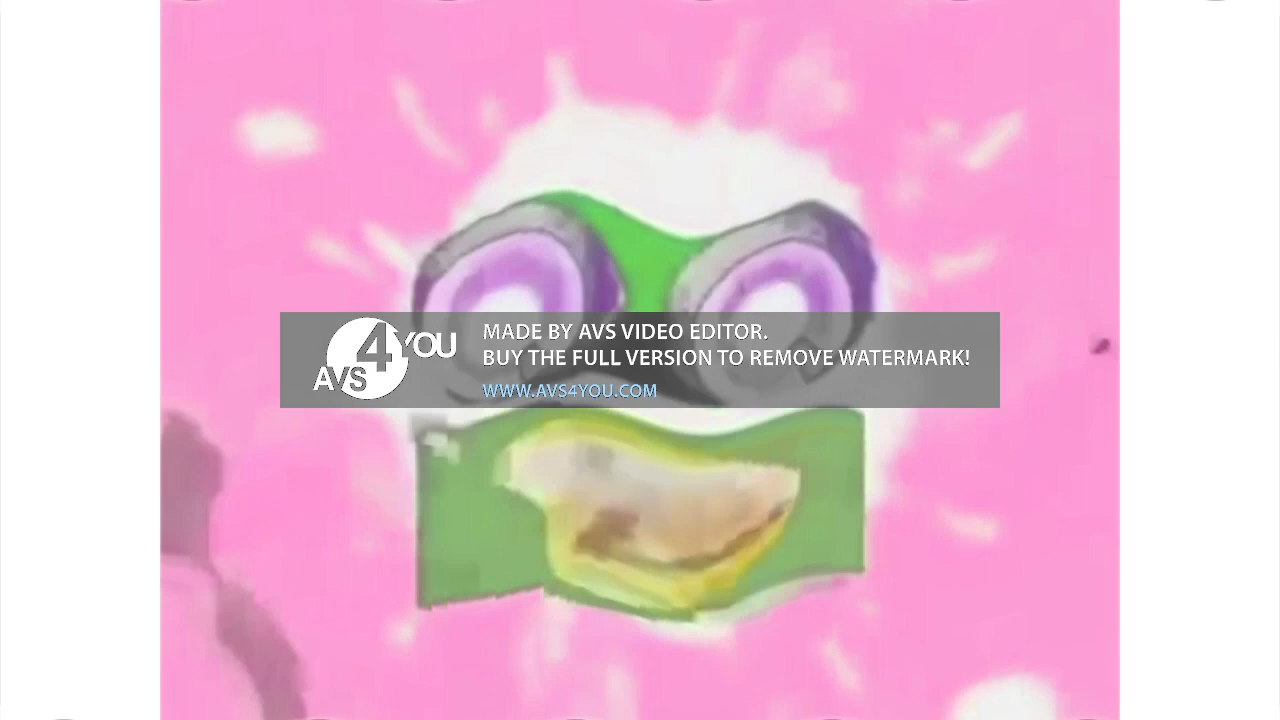 AVS4YOU
MADE BY AVS VIDEO EDITOR.
BUY THE FULL VERSION TO REMOVE WATERMARK!
WWW.AVS4YOU.COM